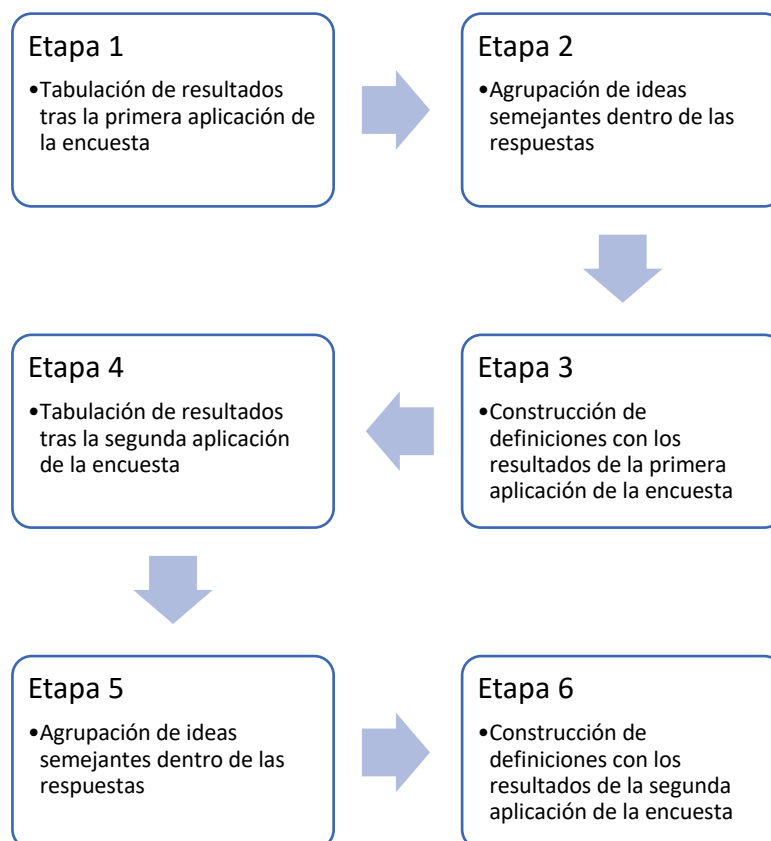 Etapa 1
•Tabulación de resultados
tras la primera aplicación de
la encuesta
Etapa 2
•Agrupación de ideas
semejantes dentro de las
respuestas
Etapa 3
•Construcción de
definiciones con los
resultados de la primera
aplicación de la encuesta
Etapa 4
•Tabulación de resultados
tras la segunda aplicación
de la encuesta
Etapa 5
•Agrupación de ideas
semejantes dentro de las
respuestas
Etapa 6
•Construcción de
definiciones con los
resultados de la segunda
aplicación de la encuesta